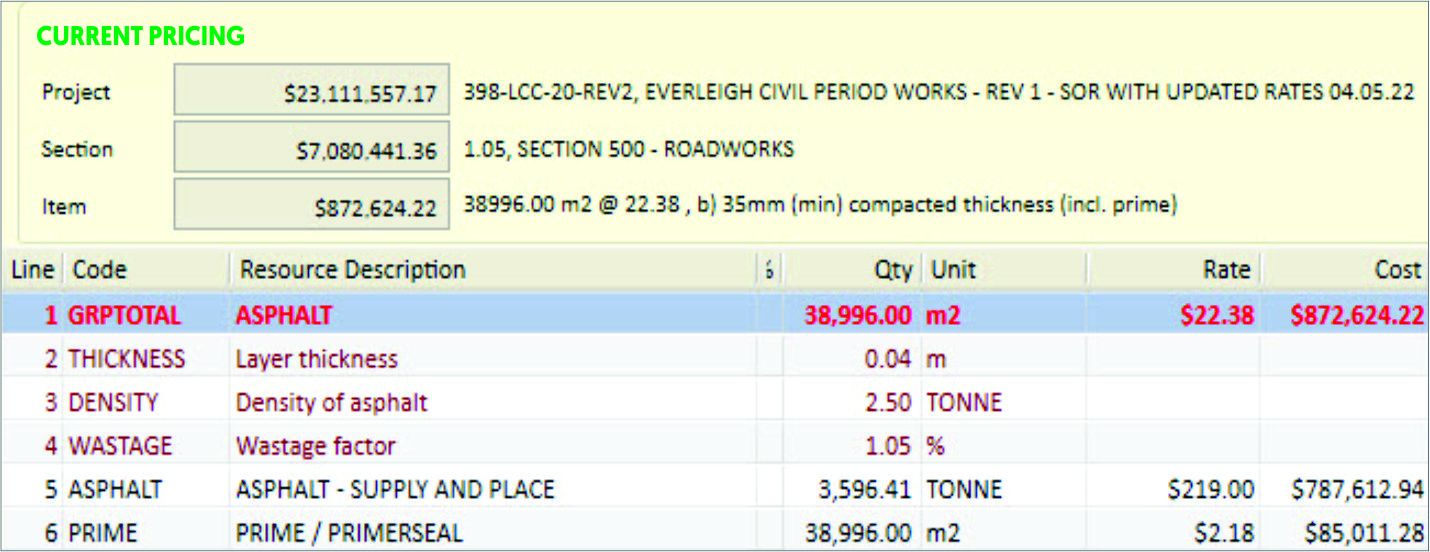 CURRENT PRICING
Project $23,111,557.17 398-LCC-20-REV2, EVERLEIGH CIVIL PERIOD WORKS - REV 1 - SOR WITH UPDATED RATES 04.05.22
Section $7,080,441.36 1.05, SECTION 500 - ROADWORKS
Item $872,624.22 38996.00 m2 @ 22.38 , b) 35mm (min) compacted thickness (incl. prime)
Line Code Resource Description Qty Unit Rate Cost
1 GRPTOTAL ASPHALT 38,996.00 m2 $22.38 $872,624.22
2 THICKNESS Layer thickness 0.04 m
3 DENSITY Density of asphalt 2.50 TONNE
4 WASTAGE Wastage factor 1.05 %
5 ASPHALT ASPHALT - SUPPLY AND PLACE 3,596.41 TONNE $219.00 $787,612.94
6 PRIME PRIME / PRIMERSEAL 38,996.00 m2 $2.18 $85,011.28